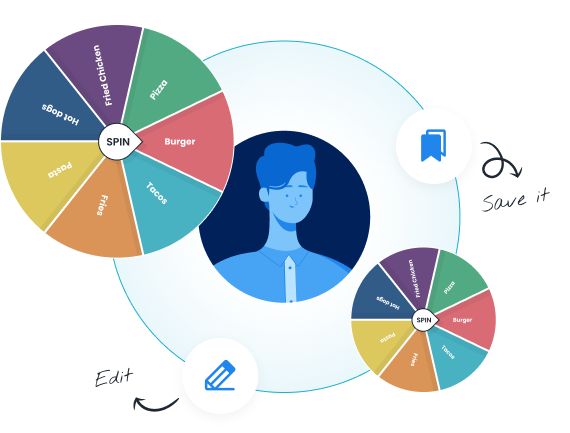 Fried Chicken
Pizza
Hot dogs
SPIN
Burger
Pasta
Tacos
Fries
Save it
Fried Chicken
Pizza
Hot dogs
SPIN
Burger
Pasta
Tacos
Fries
Edit